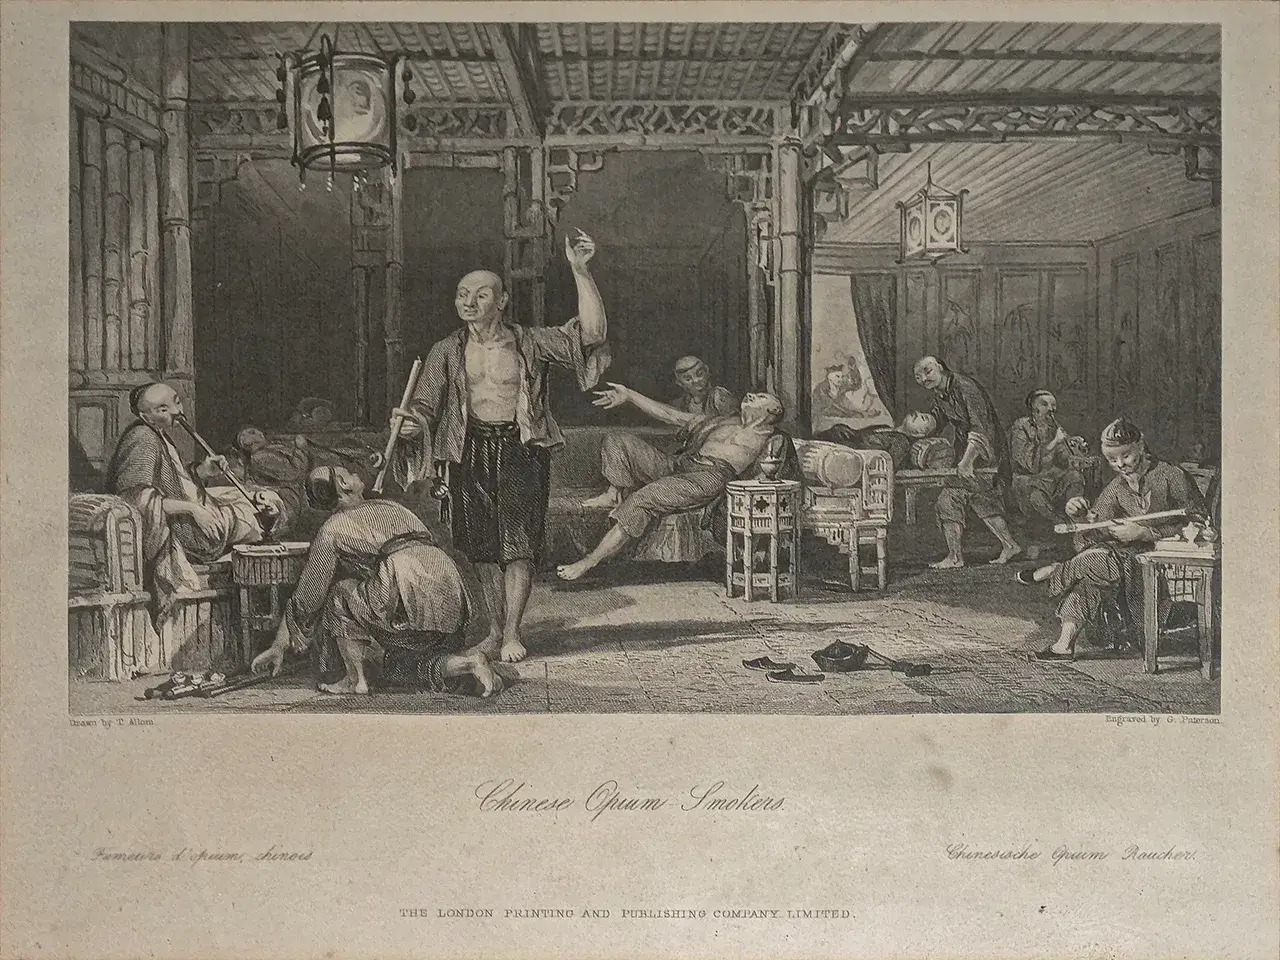 Drawn by T. Allom.
Engraved by G. Paterson.
Chinese Opium-Smokers.
Fumeurs d'opium, chinois
Chinesische Opium Raucher.
THE LONDON PRINTING AND PUBLISHING COMPANY. LIMITED.